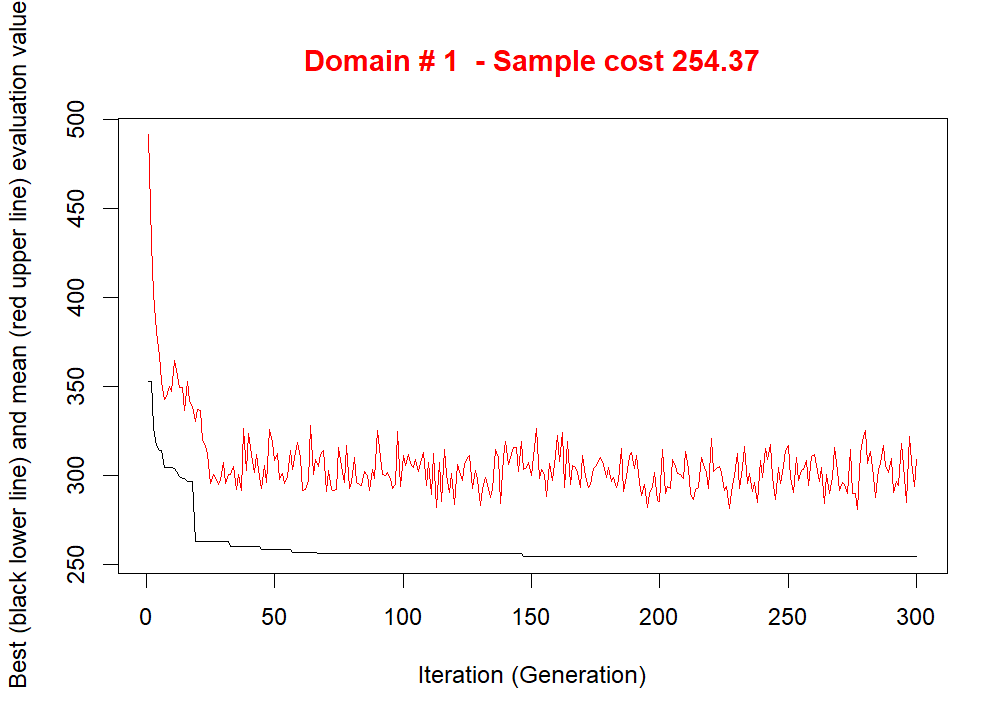 Domain # 1  - Sample cost 254.37
Best (black lower line) and mean (red upper line) evaluation value
500
450
400
350
300
250
0 50 100 150 200 250 300
Iteration (Generation)